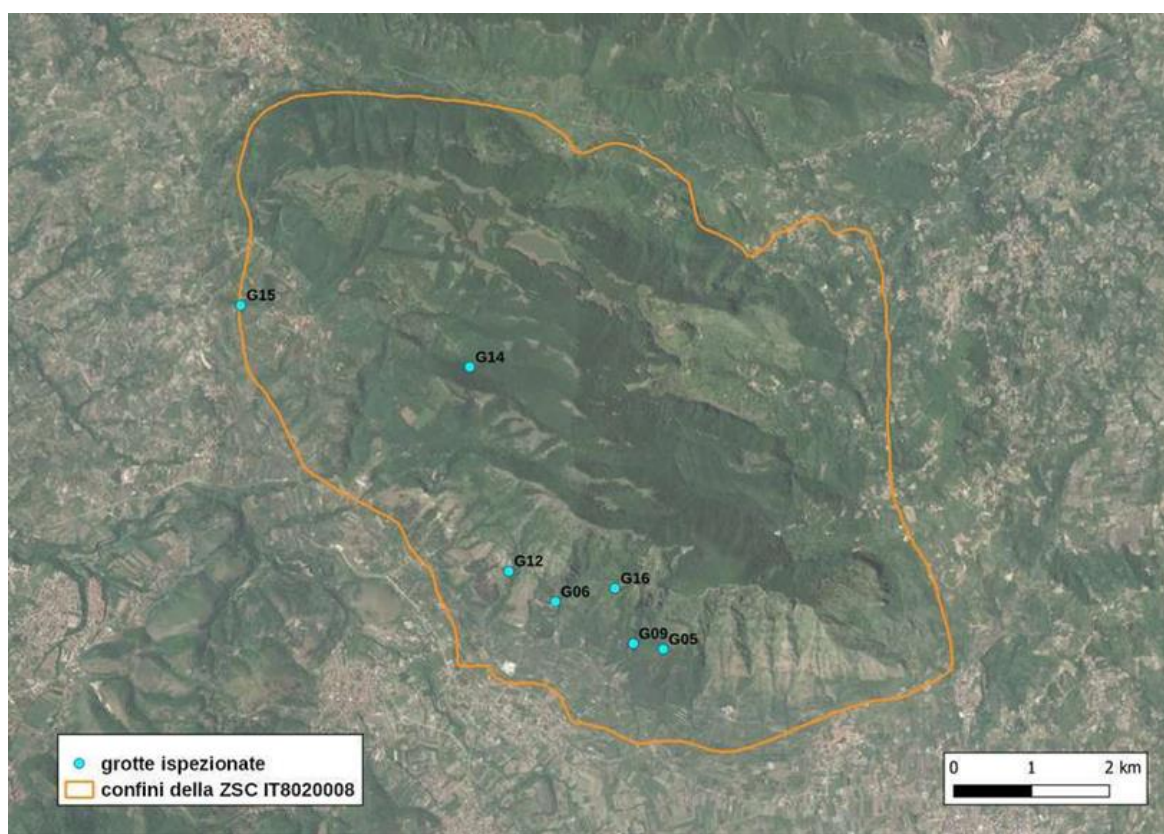 G15
G14
G12
G16
G06
G09
G05
grotte ispezionate
confini della ZSC IT8020008
0 1 2 km